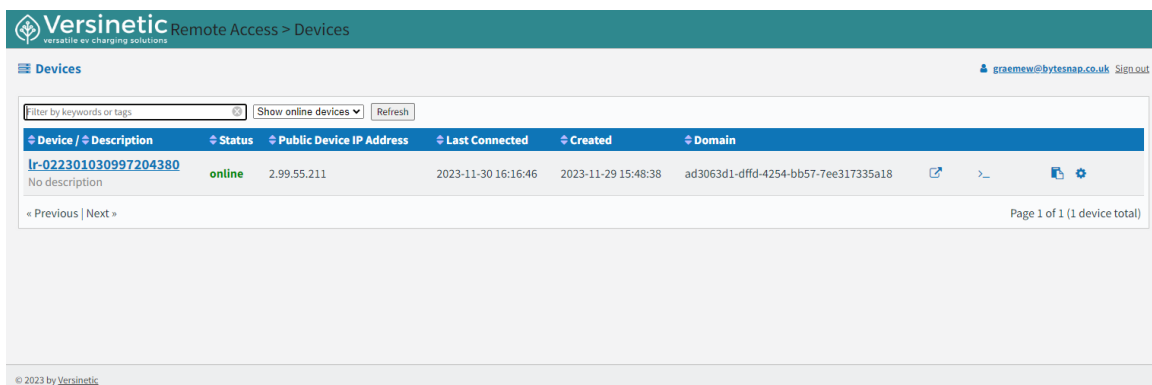 Versinetic Remote Access > Devices
versatile ev charging solutions
Devices graemew@bytesnap.co.uk Sign out
Filter by keywords or tags Show online devices Refresh
Device / Description Status Public Device IP Address Last Connected Created Domain
lr-022301030997204380
No description
online 2.99.55.211 2023-11-30 16:16:46 2023-11-29 15:48:38 ad3063d1-dffd-4254-bb57-7ee317335a18 >_
« Previous | Next » Page 1 of 1 (1 device total)
© 2023 by Versinetic